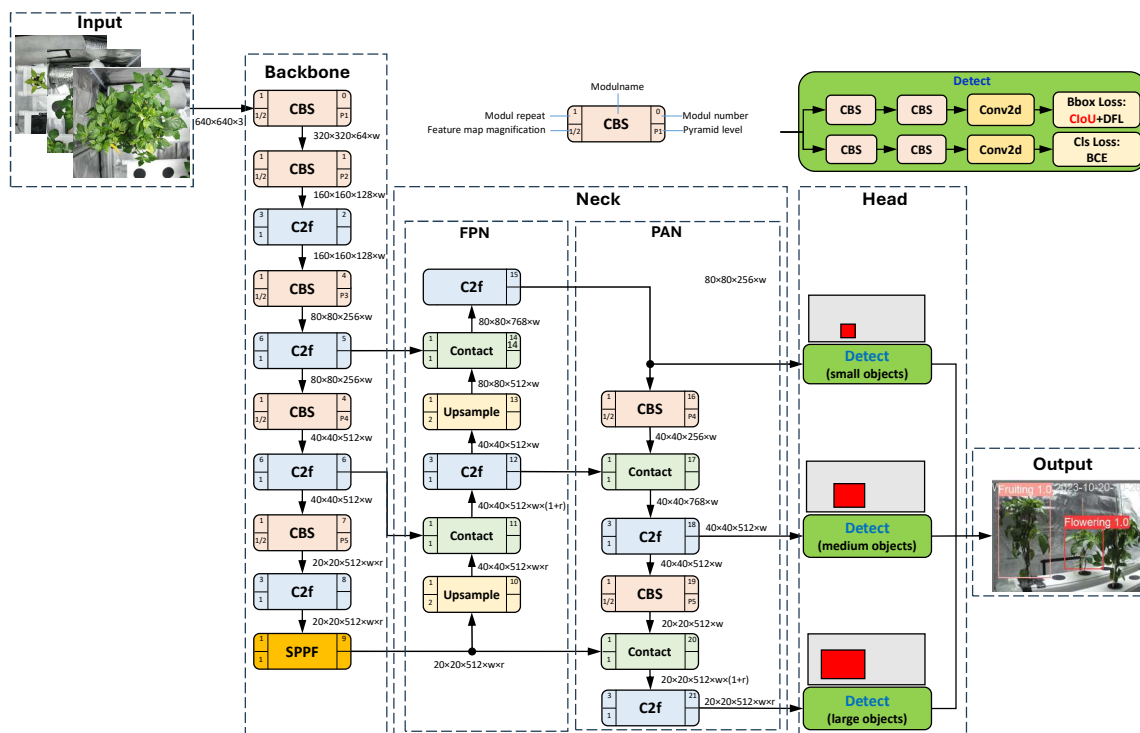 Input
640×640×3
Backbone
1
0
CBS
1/2
P1
320×320×64×w
1
1
CBS
1/2
P2
160×160×128×w
3
2
C2f
1
160×160×128×w
1
4
CBS
1/2
P3
80×80×256×w
6
5
C2f
1
80×80×256×w
1
4
CBS
1/2
P4
40×40×512×w
6
6
C2f
1
40×40×512×w
1
7
CBS
1/2
P5
20×20×512×w×r
3
8
C2f
1
20×20×512×w×r
1
9
SPPF
1
20×20×512×w×r
Modulname
Modul repeat
1
0
Modul number
CBS
Feature map magnification
1/2
P1
Pyramid level
Detect
CBS
CBS
Conv2d
Bbox Loss:
CIoU+DFL
CBS
CBS
Conv2d
Cls Loss:
BCE
Neck
FPN
15
C2f
80×80×768×w
1
14
14
Contact
1
80×80×512×w
1
13
Upsample
2
40×40×512×w
3
12
C2f
1
40×40×512×w×(1+r)
1
11
Contact
1
40×40×512×w×r
1
10
Upsample
2
PAN
80×80×256×w
1
16
CBS
1/2
P4
40×40×256×w
1
17
Contact
1
40×40×768×w
3
18
C2f
1
40×40×512×w
40×40×512×w
1
19
CBS
1/2
P5
20×20×512×w
1
20
Contact
1
20×20×512×w×(1+r)
3
21
C2f
1
20×20×512×w×r
Head
Detect
(small objects)
Detect
(medium objects)
Detect
(large objects)
Output
Fruiting 1.0
Flowering 1.0